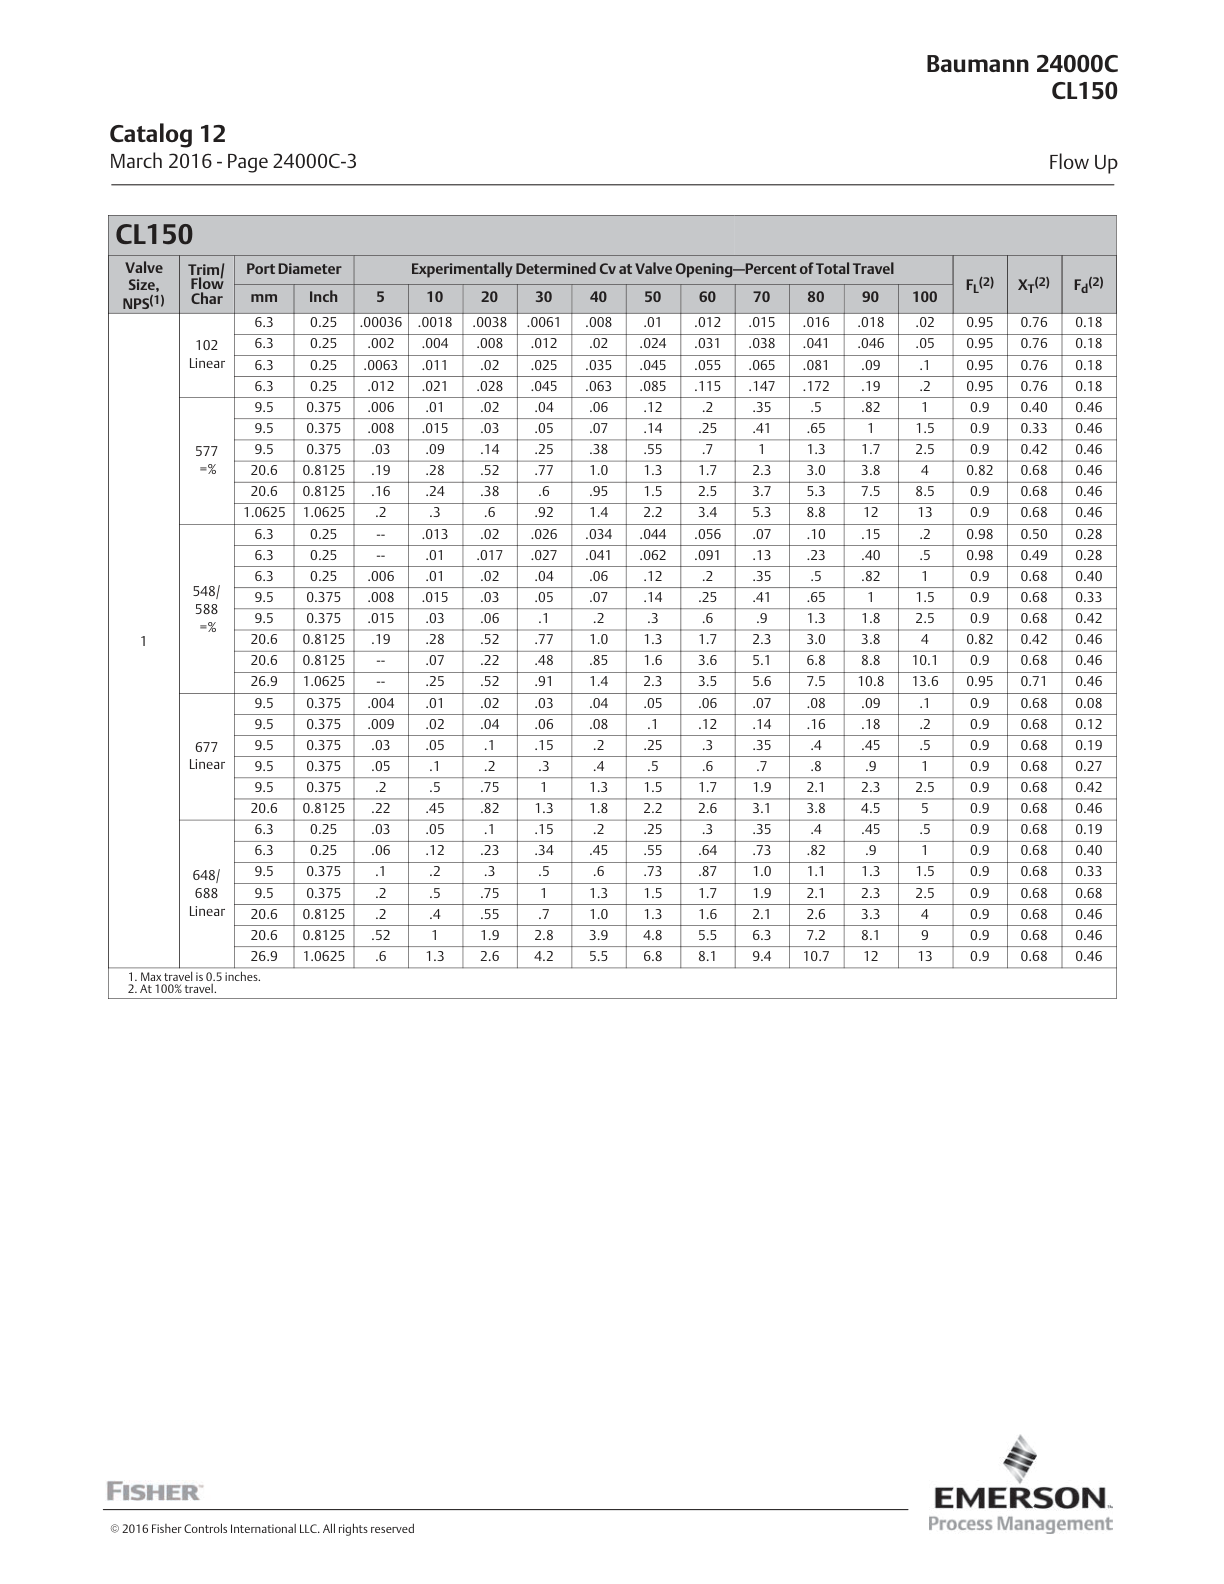 Baumann 24000C
CL150
Catalog 12
March 2016 - Page 24000C-3
Flow Up
CL150
Valve Size, NPS(1) Trim/ Flow Char Port Diameter Experimentally Determined Cv at Valve Opening—Percent of Total Travel FL(2) XT(2) Fd(2)
mm Inch 5 10 20 30 40 50 60 70 80 90 100
1
102 Linear
6.3 0.25 .00036 .0018 .0038 .0061 .008 .01 .012 .015 .016 .018 .02 0.95 0.76 0.18
6.3 0.25 .002 .004 .008 .012 .02 .024 .031 .038 .041 .046 .05 0.95 0.76 0.18
6.3 0.25 .0063 .011 .02 .025 .035 .045 .055 .065 .081 .09 .1 0.95 0.76 0.18
6.3 0.25 .012 .021 .028 .045 .063 .085 .115 .147 .172 .19 .2 0.95 0.76 0.18
577 =%
9.5 0.375 .006 .01 .02 .04 .06 .12 .2 .35 .5 .82 1 0.9 0.40 0.46
9.5 0.375 .008 .015 .03 .05 .07 .14 .25 .41 .65 1 1.5 0.9 0.33 0.46
9.5 0.375 .03 .09 .14 .25 .38 .55 .7 1 1.3 1.7 2.5 0.9 0.42 0.46
20.6 0.8125 .19 .28 .52 .77 1.0 1.3 1.7 2.3 3.0 3.8 4 0.82 0.68 0.46
20.6 0.8125 .16 .24 .38 .6 .95 1.5 2.5 3.7 5.3 7.5 8.5 0.9 0.68 0.46
1.0625 1.0625 .2 .3 .6 .92 1.4 2.2 3.4 5.3 8.8 12 13 0.9 0.68 0.46
548/ 588 =%
6.3 0.25 -- .013 .02 .026 .034 .044 .056 .07 .10 .15 .2 0.98 0.50 0.28
6.3 0.25 -- .01 .017 .027 .041 .062 .091 .13 .23 .40 .5 0.98 0.49 0.28
6.3 0.25 .006 .01 .02 .04 .06 .12 .2 .35 .5 .82 1 0.9 0.68 0.40
9.5 0.375 .008 .015 .03 .05 .07 .14 .25 .41 .65 1 1.5 0.9 0.68 0.33
9.5 0.375 .015 .03 .06 .1 .2 .3 .6 .9 1.3 1.8 2.5 0.9 0.68 0.42
20.6 0.8125 .19 .28 .52 .77 1.0 1.3 1.7 2.3 3.0 3.8 4 0.82 0.42 0.46
20.6 0.8125 -- .07 .22 .48 .85 1.6 3.6 5.1 6.8 8.8 10.1 0.9 0.68 0.46
26.9 1.0625 -- .25 .52 .91 1.4 2.3 3.5 5.6 7.5 10.8 13.6 0.95 0.71 0.46
677 Linear
9.5 0.375 .004 .01 .02 .03 .04 .05 .06 .07 .08 .09 .1 0.9 0.68 0.08
9.5 0.375 .009 .02 .04 .06 .08 .1 .12 .14 .16 .18 .2 0.9 0.68 0.12
9.5 0.375 .03 .05 .1 .15 .2 .25 .3 .35 .4 .45 .5 0.9 0.68 0.19
9.5 0.375 .05 .1 .2 .3 .4 .5 .6 .7 .8 .9 1 0.9 0.68 0.27
9.5 0.375 .2 .5 .75 1 1.3 1.5 1.7 1.9 2.1 2.3 2.5 0.9 0.68 0.42
20.6 0.8125 .22 .45 .82 1.3 1.8 2.2 2.6 3.1 3.8 4.5 5 0.9 0.68 0.46
648/ 688 Linear
6.3 0.25 .03 .05 .1 .15 .2 .25 .3 .35 .4 .45 .5 0.9 0.68 0.19
6.3 0.25 .06 .12 .23 .34 .45 .55 .64 .73 .82 .9 1 0.9 0.68 0.40
9.5 0.375 .1 .2 .3 .5 .6 .73 .87 1.0 1.1 1.3 1.5 0.9 0.68 0.33
9.5 0.375 .2 .5 .75 1 1.3 1.5 1.7 1.9 2.1 2.3 2.5 0.9 0.68 0.68
20.6 0.8125 .2 .4 .55 .7 1.0 1.3 1.6 2.1 2.6 3.3 4 0.9 0.68 0.46
20.6 0.8125 .52 1 1.9 2.8 3.9 4.8 5.5 6.3 7.2 8.1 9 0.9 0.68 0.46
26.9 1.0625 .6 1.3 2.6 4.2 5.5 6.8 8.1 9.4 10.7 12 13 0.9 0.68 0.46
1. Max travel is 0.5 inches.
2. At 100% travel.
FISHER™
EMERSON™
Process Management
© 2016 Fisher Controls International LLC. All rights reserved